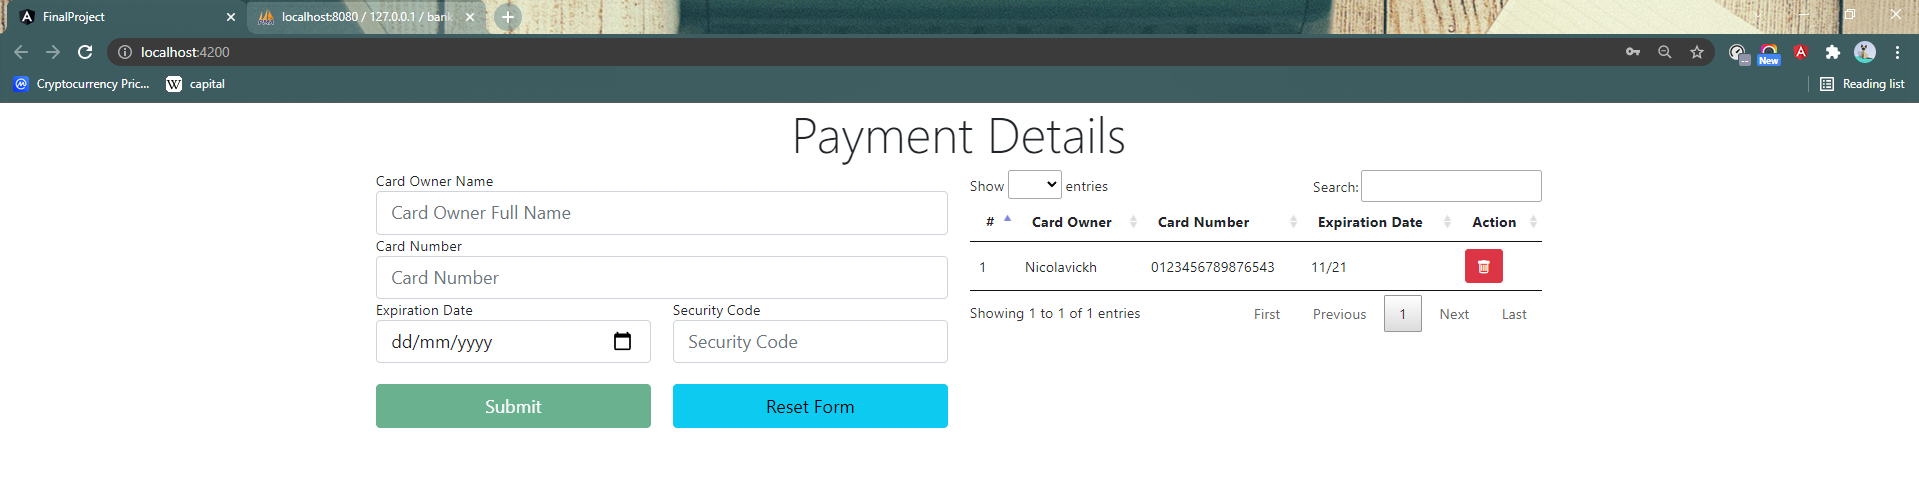 FinalProject
localhost:8080 / 127.0.0.1 / bank
localhost:4200
New
Cryptocurrency Pric...
W capital
Reading list
Payment Details
Card Owner Name
Card Owner Full Name
Card Number
Card Number
Expiration Date Security Code
dd/mm/yyyy Security Code
Submit Reset Form
Show entries Search:
# Card Owner Card Number Expiration Date Action
1 Nicolavickh 0123456789876543 11/21
Showing 1 to 1 of 1 entries First Previous 1 Next Last